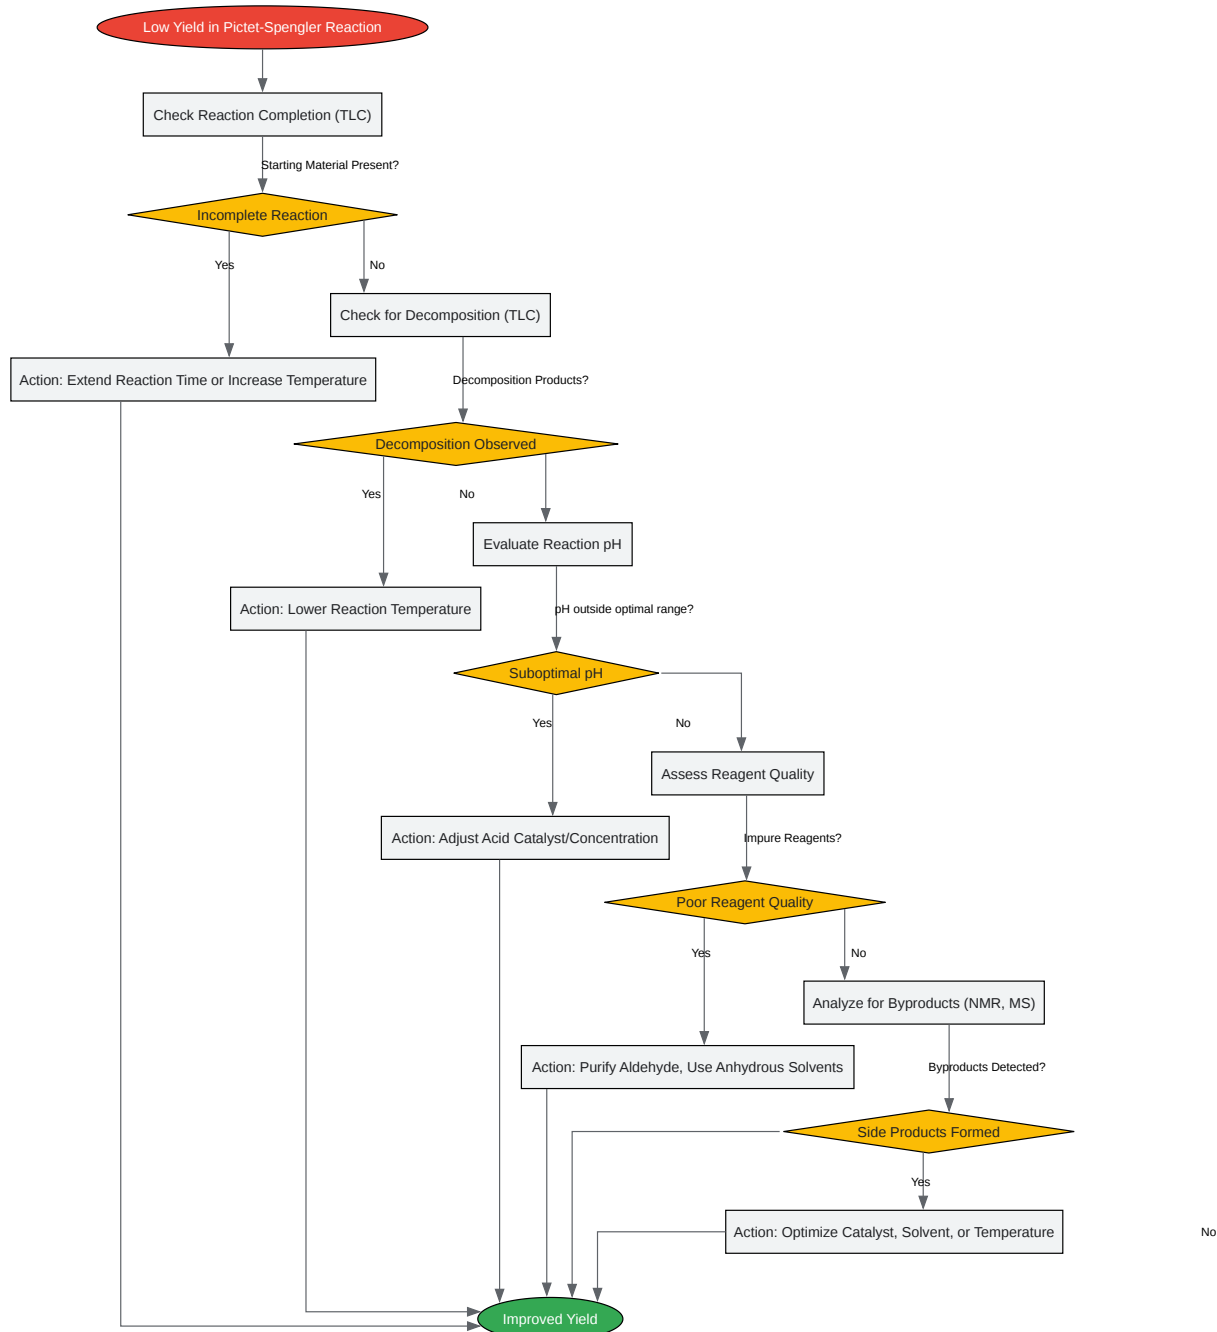 Low Yield in Pictet-Spengler Reaction
Check Reaction Completion (TLC)
Starting Material Present?
Incomplete Reaction
Yes
No
Check for Decomposition (TLC)
Action: Extend Reaction Time or Increase Temperature
Decomposition Products?
Decomposition Observed
Yes
No
Evaluate Reaction pH
Action: Lower Reaction Temperature
pH outside optimal range?
Suboptimal pH
Yes
No
Assess Reagent Quality
Action: Adjust Acid Catalyst/Concentration
Impure Reagents?
Poor Reagent Quality
Yes
No
Analyze for Byproducts (NMR, MS)
Action: Purify Aldehyde, Use Anhydrous Solvents
Byproducts Detected?
Side Products Formed
Yes
Action: Optimize Catalyst, Solvent, or Temperature
No
Improved Yield